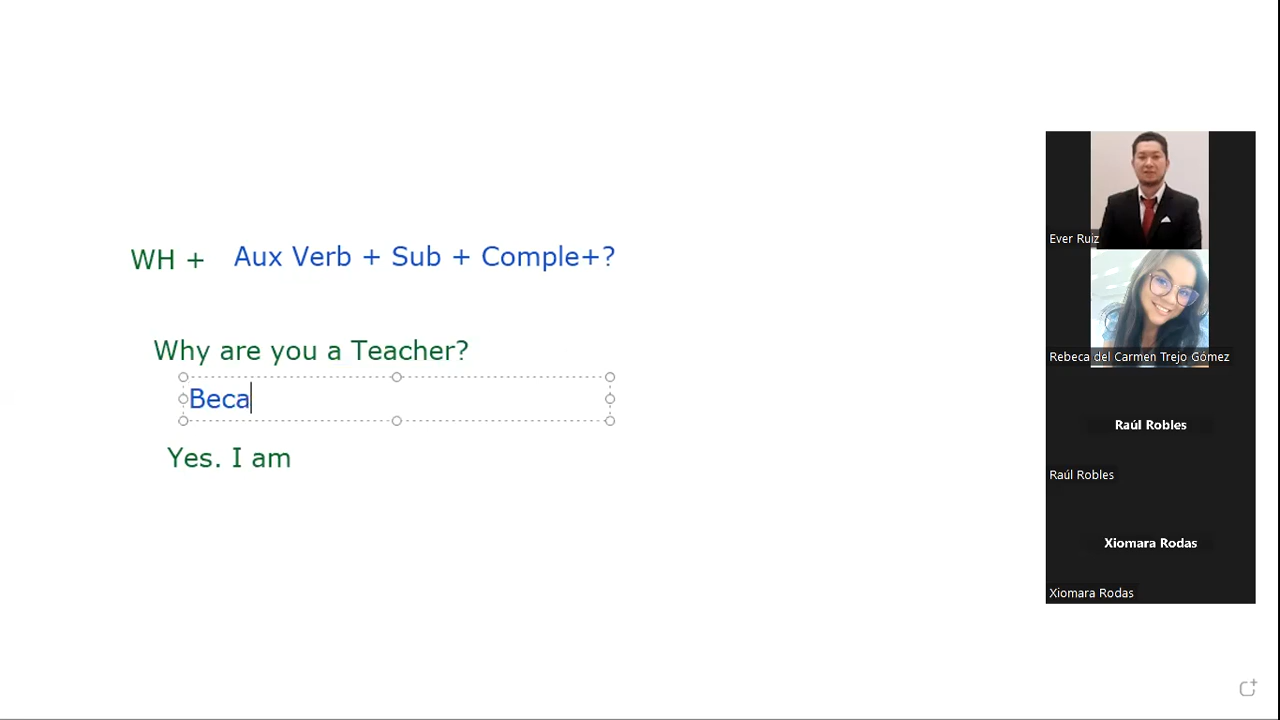 WH + Aux Verb + Sub + Comple+?
Why are you a Teacher?
Beca
Yes. I am
Ever Ruiz
Rebeca del Carmen Trejo Gómez
Raúl Robles
Raúl Robles
Xiomara Rodas
Xiomara Rodas